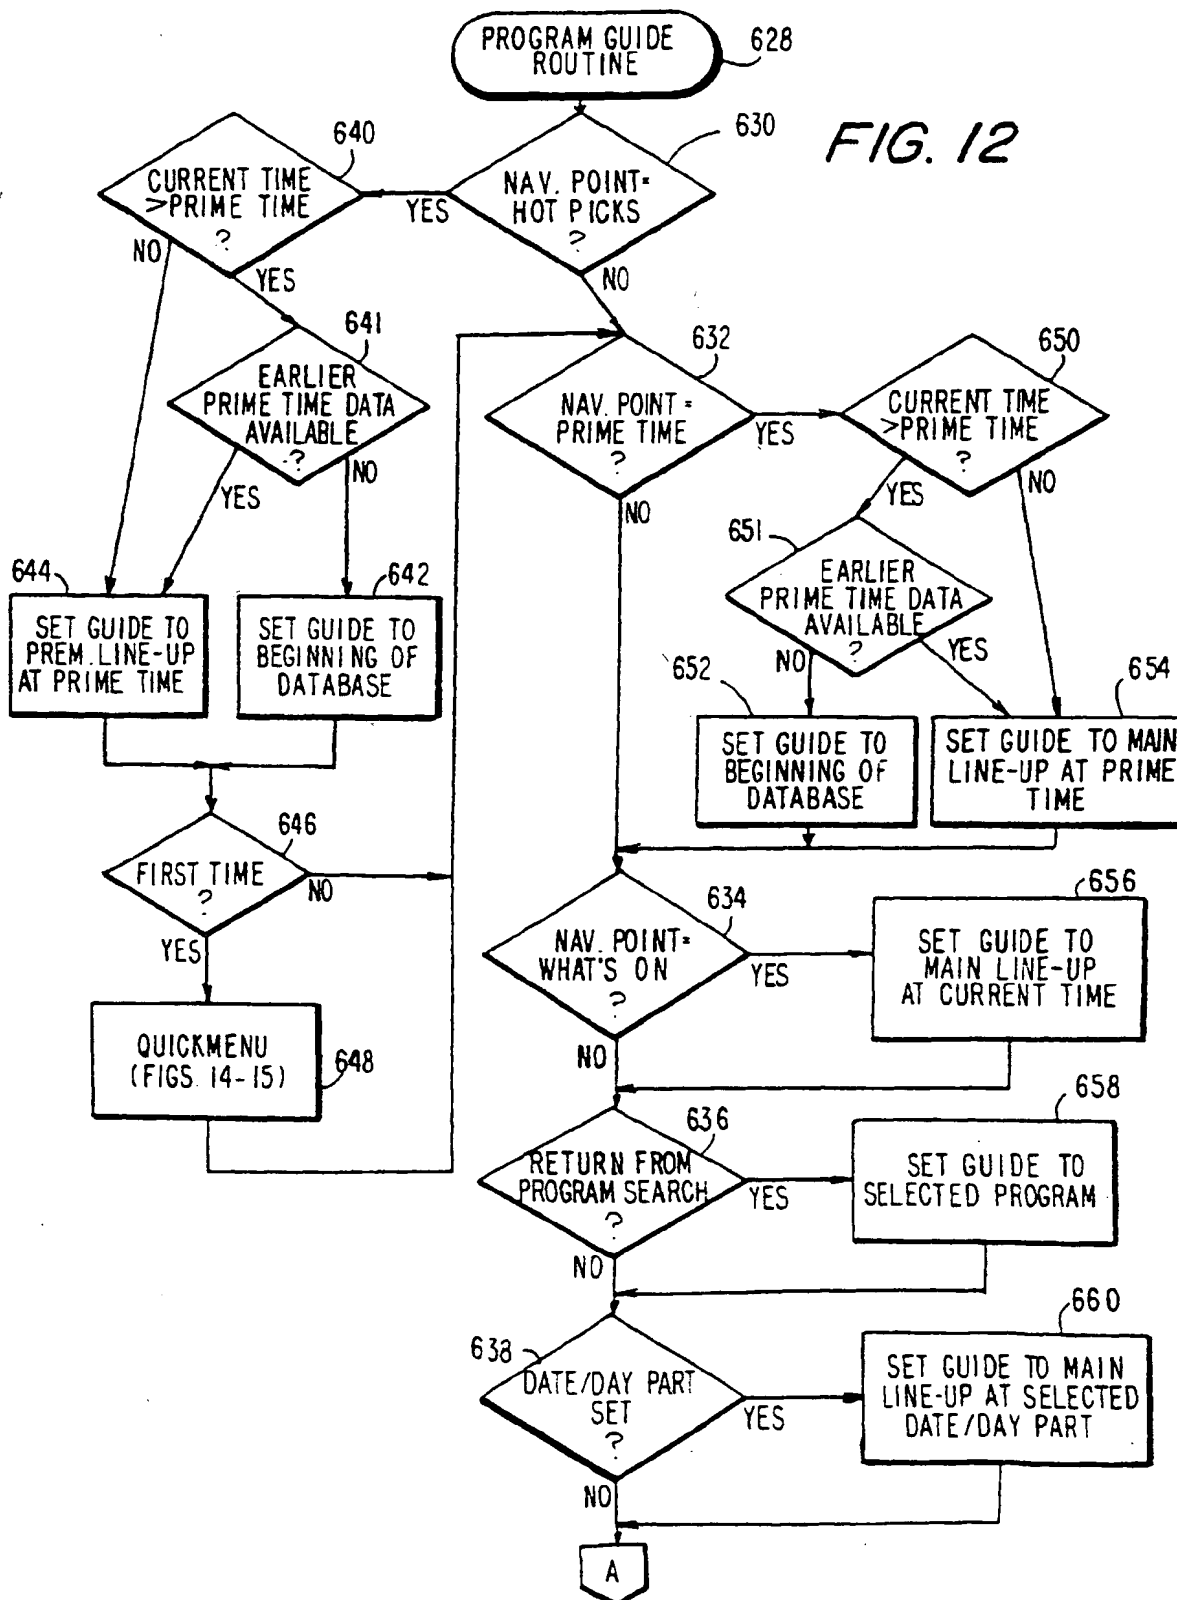 PROGRAM GUIDE
ROUTINE
628
FIG. 12
630
NAV. POINT=
HOT PICKS
?
YES
NO
640
CURRENT TIME
>PRIME TIME
?
NO
YES
641
EARLIER
PRIME TIME DATA
AVAILABLE
?
YES
NO
644
SET GUIDE TO
PREM. LINE-UP
AT PRIME TIME
642
SET GUIDE TO
BEGINNING OF
DATABASE
646
FIRST TIME
?
NO
YES
QUICKMENU
(FIGS. 14-15)
648
632
NAV. POINT =
PRIME TIME
?
YES
NO
650
CURRENT TIME
>PRIME TIME
?
YES
NO
651
EARLIER
PRIME TIME DATA
AVAILABLE
?
NO
YES
652
SET GUIDE TO
BEGINNING OF
DATABASE
654
SET GUIDE TO MAIN
LINE-UP AT PRIME
TIME
634
NAV. POINT=
WHAT'S ON
?
YES
NO
656
SET GUIDE TO
MAIN LINE-UP
AT CURRENT TIME
636
RETURN FROM
PROGRAM SEARCH
?
YES
NO
658
SET GUIDE TO
SELECTED PROGRAM
638
DATE/DAY PART
SET
?
YES
NO
660
SET GUIDE TO MAIN
LINE-UP AT SELECTED
DATE/DAY PART
A